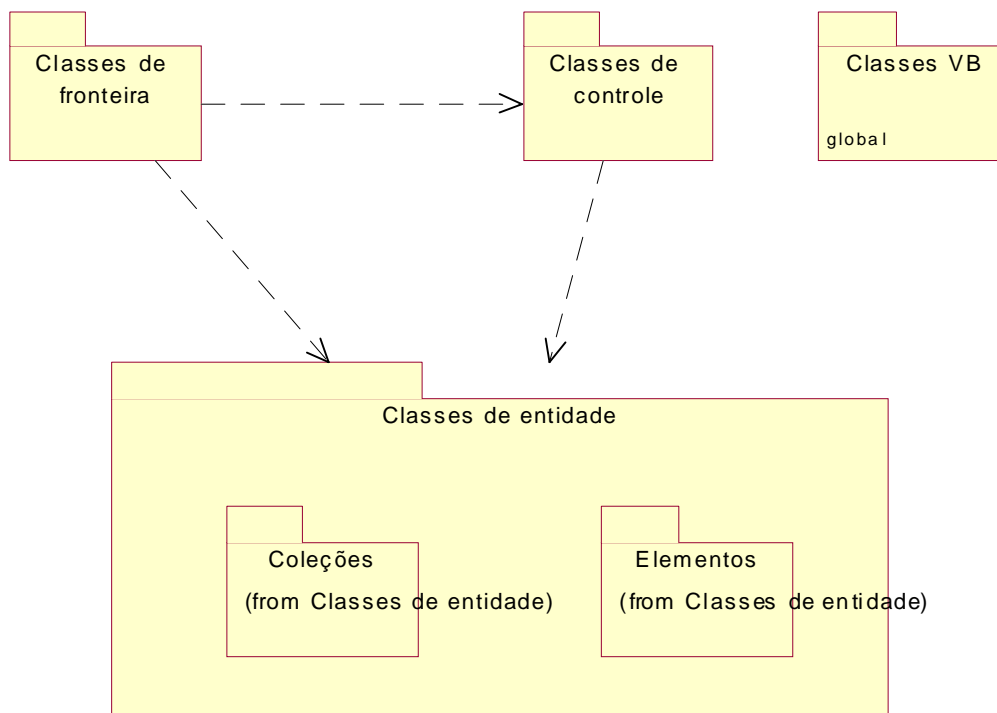 Classes de
fronteira
Classes de
controle
Classes VB
global
Classes de entidade
Coleções
(from Classes de entidade)
Elementos
(from Classes de entidade)